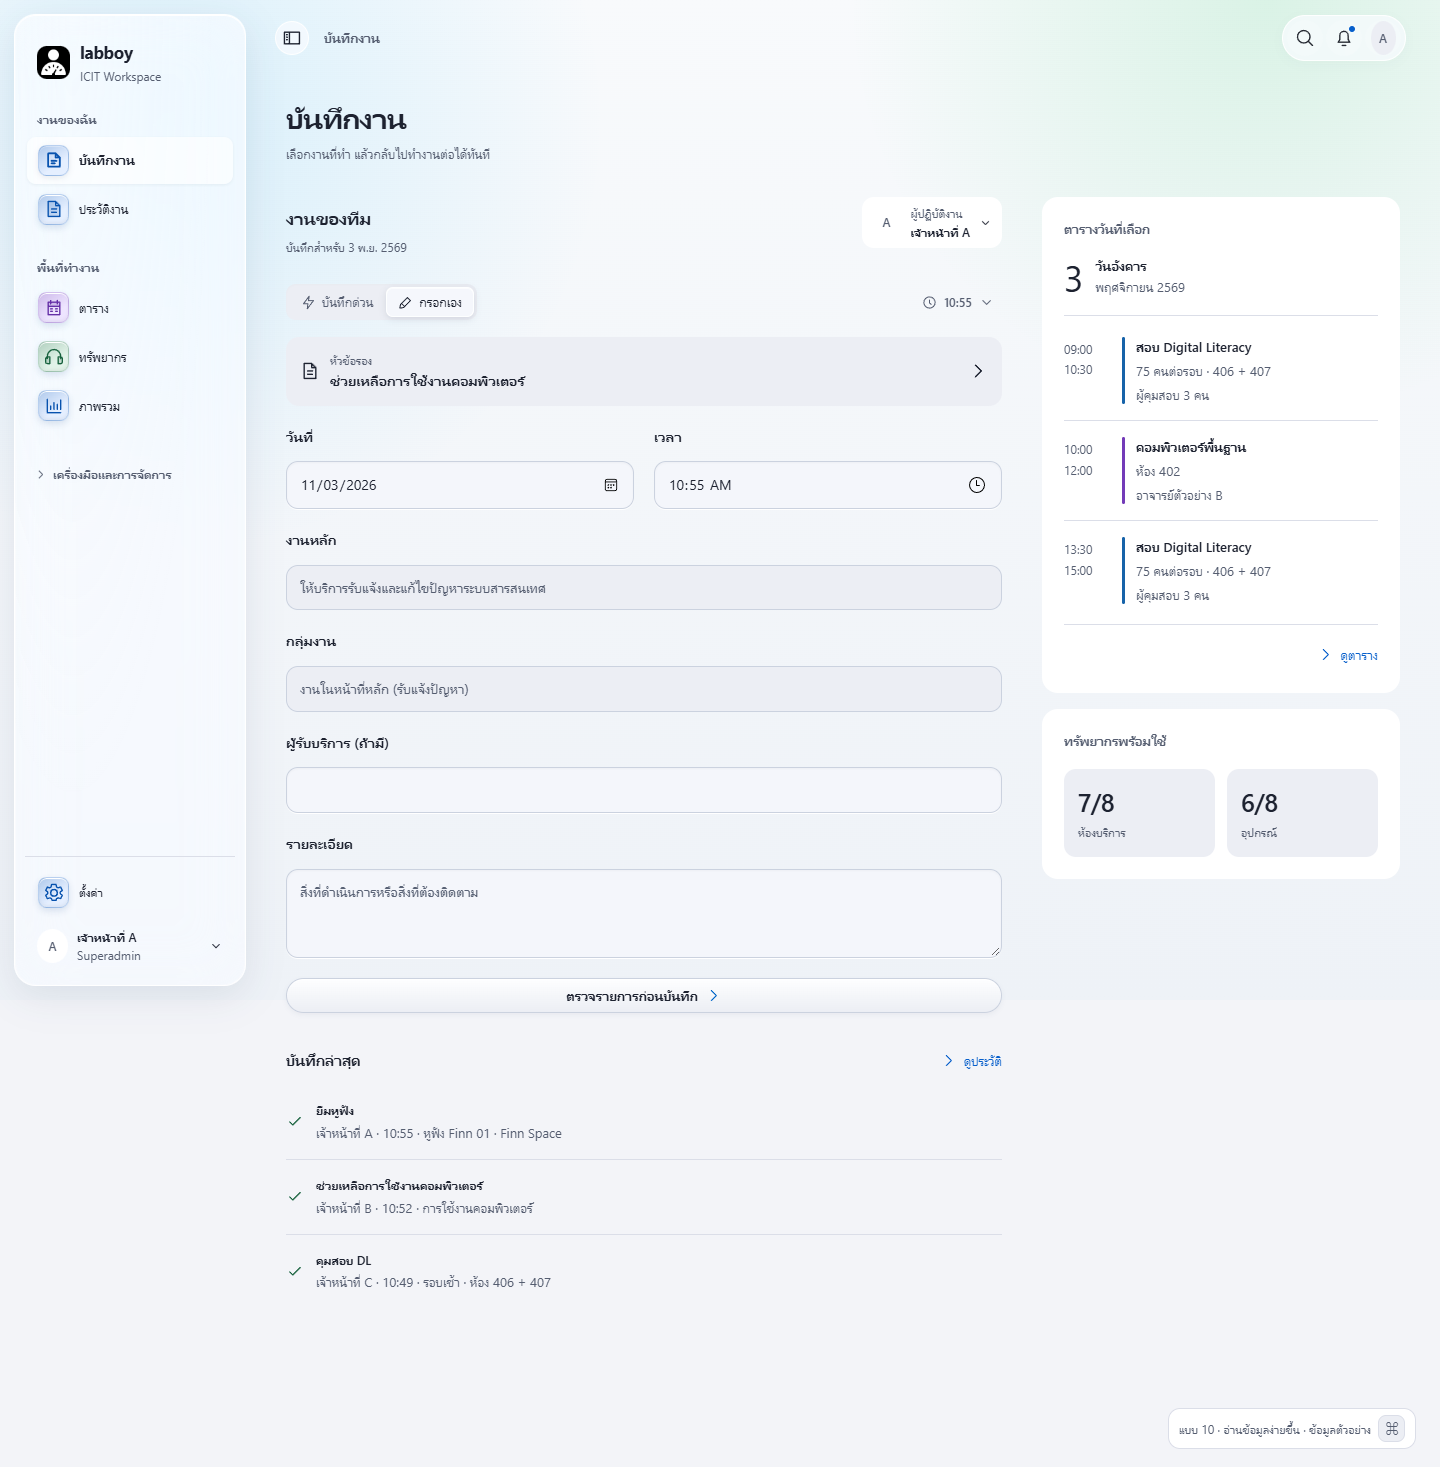 labboy
ICIT Workspace
งานของฉัน
บันทึกงาน
ประวัติงาน
พื้นที่ทำงาน
ตาราง
ทรัพยากร
ภาพรวม
เครื่องมือและการจัดการ
ตั้งค่า
A
เจ้าหน้าที่ A
Superadmin
บันทึกงาน
A
บันทึกงาน
เลือกงานที่ทำ แล้วกลับไปทำงานต่อได้ทันที
งานของทีม
บันทึกสำหรับ 3 พ.ย. 2569
A
ผู้ปฏิบัติงาน
เจ้าหน้าที่ A
บันทึกด่วน
กรอกเอง
10:55
หัวข้อรอง
ช่วยเหลือการใช้งานคอมพิวเตอร์
วันที่
เวลา
11/03/2026
10:55 AM
งานหลัก
ให้บริการรับแจ้งและแก้ไขปัญหาระบบสารสนเทศ
กลุ่มงาน
งานในหน้าที่หลัก (รับแจ้งปัญหา)
ผู้รับบริการ (ถ้ามี)
รายละเอียด
สิ่งที่ดำเนินการหรือสิ่งที่ต้องติดตาม
ตรวจรายการก่อนบันทึก
บันทึกล่าสุด
ดูประวัติ
ยืมหูฟัง
เจ้าหน้าที่ A · 10:55 · หูฟัง Finn 01 · Finn Space
ช่วยเหลือการใช้งานคอมพิวเตอร์
เจ้าหน้าที่ B · 10:52 · การใช้งานคอมพิวเตอร์
คุมสอบ DL
เจ้าหน้าที่ C · 10:49 · รอบเช้า · ห้อง 406 + 407
ตารางวันที่เลือก
3
วันอังคาร
พฤศจิกายน 2569
09:00
10:30
สอบ Digital Literacy
75 คนต่อรอบ · 406 + 407
ผู้คุมสอบ 3 คน
10:00
12:00
คอมพิวเตอร์พื้นฐาน
ห้อง 402
อาจารย์ตัวอย่าง B
13:30
15:00
สอบ Digital Literacy
75 คนต่อรอบ · 406 + 407
ผู้คุมสอบ 3 คน
ดูตาราง
ทรัพยากรพร้อมใช้
7/8
ห้องบริการ
6/8
อุปกรณ์
แบบ 10 · อ่านข้อมูลง่ายขึ้น · ข้อมูลตัวอย่าง ⌘